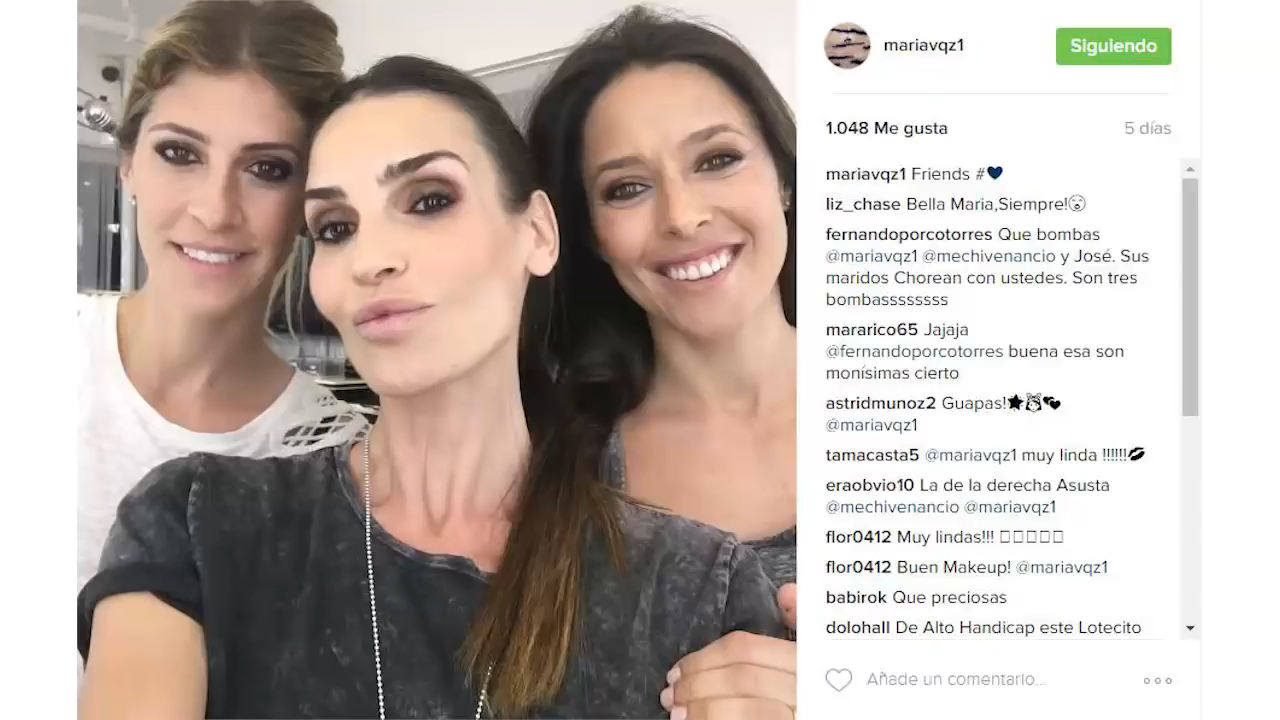 mariavqz1
Siguiendo
1.048 Me gusta
5 días
mariavqz1 Friends #
liz_chase Bella Maria,Siempre!
fernandoporcotorres Que bombas
@mariavqz1 @mechivenancio y José. Sus
maridos Chorean con ustedes. Son tres
bombasssssssss
mararico65 Jajaja
@fernandoporcotorres buena esa son
monísimas cierto
astridmunoz2 Guapas!
@mariavqz1
tamacasta5 @mariavqz1 muy linda !!!!!!
eraobvio10 La de la derecha Asusta
@mechivenancio @mariavqz1
flor0412 Muy lindas!!!
flor0412 Buen Makeup! @mariavqz1
babirok Que preciosas
dolohall De Alto Handicap este Lotecito
Añade un comentario...